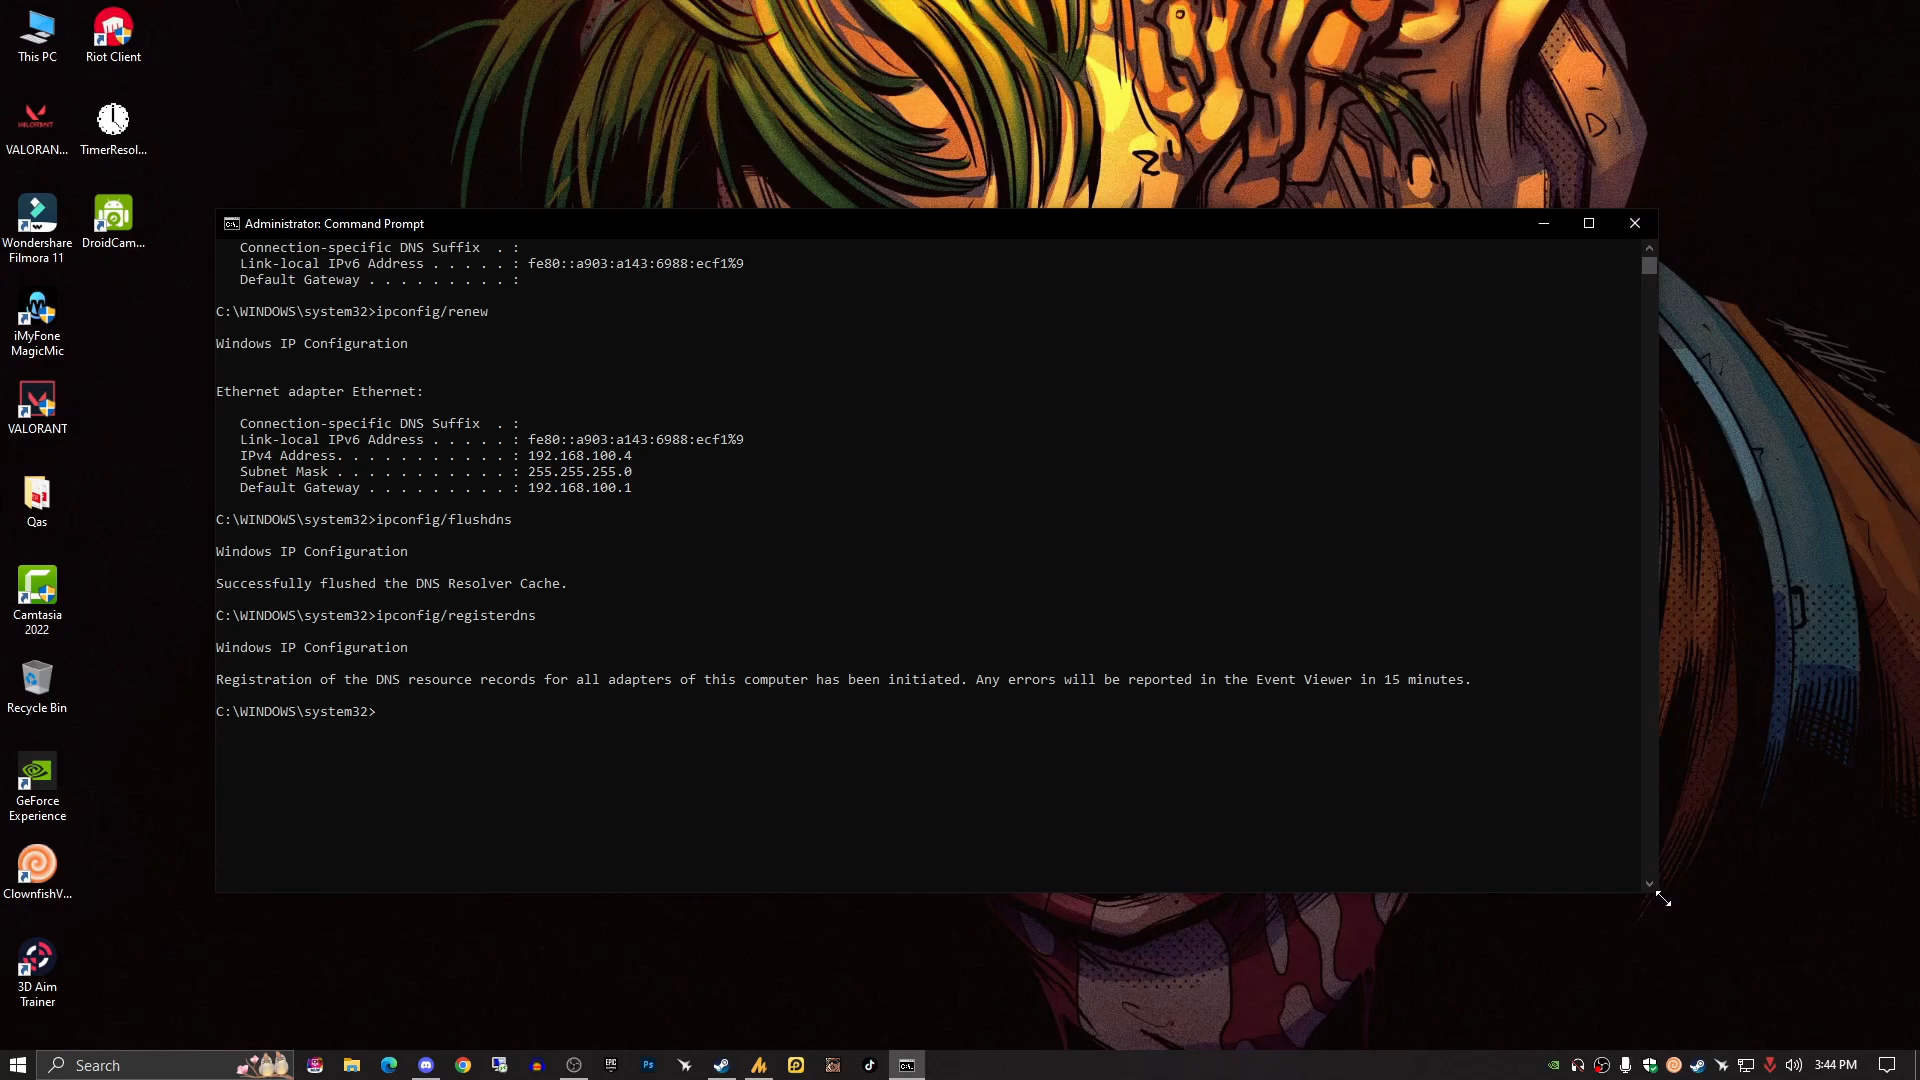 This PC
Riot Client
VALORAN...
TimerResol...
Wondershare
Filmora 11
DroidCam...
iMyFone
MagicMic
VALORANT
Qas
Camtasia
2022
Recycle Bin
GeForce
Experience
ClownfishV...
3D Aim
Trainer
Administrator: Command Prompt
Connection-specific DNS Suffix  . :
Link-local IPv6 Address . . . . . : fe80::a903:a143:6988:ecf1%9
Default Gateway . . . . . . . . . :
C:\WINDOWS\system32>ipconfig/renew
Windows IP Configuration
Ethernet adapter Ethernet:
Connection-specific DNS Suffix  . :
Link-local IPv6 Address . . . . . : fe80::a903:a143:6988:ecf1%9
IPv4 Address. . . . . . . . . . . : 192.168.100.4
Subnet Mask . . . . . . . . . . . : 255.255.255.0
Default Gateway . . . . . . . . . : 192.168.100.1
C:\WINDOWS\system32>ipconfig/flushdns
Windows IP Configuration
Successfully flushed the DNS Resolver Cache.
C:\WINDOWS\system32>ipconfig/registerdns
Windows IP Configuration
Registration of the DNS resource records for all adapters of this computer has been initiated. Any errors will be reported in the Event Viewer in 15 minutes.
C:\WINDOWS\system32>
Search
EPIC
Ps
3:44 PM